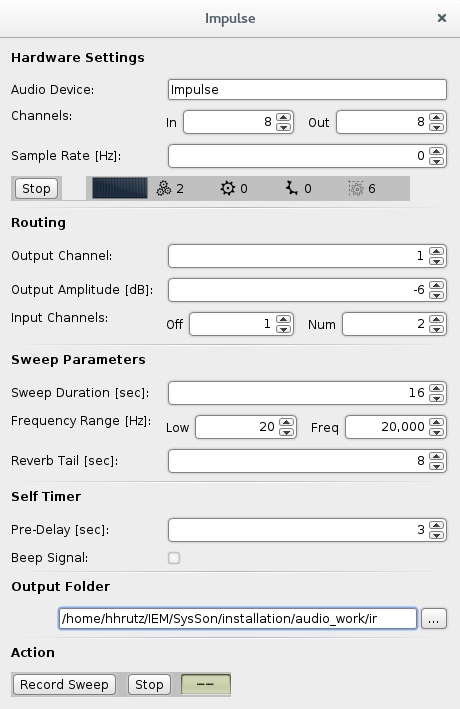 Impulse
Hardware Settings
Audio Device: Impulse
Channels: In 8 Out 8
Sample Rate [Hz]: 0
Stop 2 0 0 6
Routing
Output Channel: 1
Output Amplitude [dB]: -6
Input Channels: Off 1 Num 2
Sweep Parameters
Sweep Duration [sec]: 16
Frequency Range [Hz]: Low 20 Freq 20,000
Reverb Tail [sec]: 8
Self Timer
Pre-Delay [sec]: 3
Beep Signal:
Output Folder
/home/hhrutz/IEM/SysSon/installation/audio_work/ir ...
Action
Record Sweep Stop --